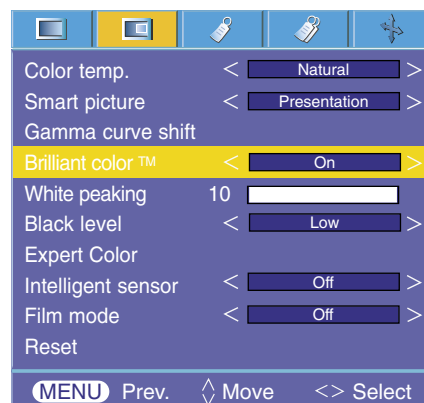 Color temp. < Natural >
Smart picture < Presentation >
Gamma curve shift
Brilliant color ™ < On >
White peaking 10
Black level < Low >
Expert Color
Intelligent sensor < Off >
Film mode < Off >
Reset
MENU Prev. Move <> Select